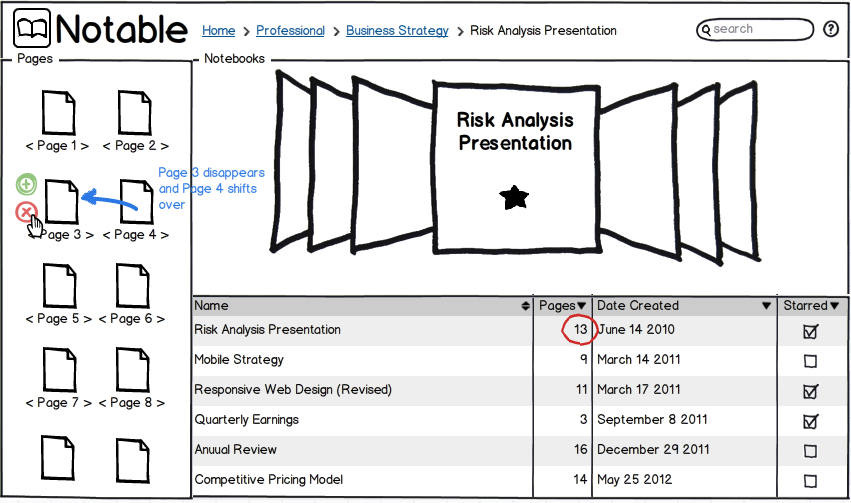 Notable
Home > Professional > Business Strategy > Risk Analysis Presentation
search
?
Pages
< Page 1 > < Page 2 >
Page 3 disappears
and Page 4 shifts
over
< Page 3 > < Page 4 >
< Page 5 > < Page 6 >
< Page 7 > < Page 8 >
Notebooks
Risk Analysis
Presentation
Name Pages Date Created Starred
Risk Analysis Presentation 13 June 14 2010
Mobile Strategy 9 March 14 2011
Responsive Web Design (Revised) 11 March 17 2011
Quarterly Earnings 3 September 8 2011
Anuual Review 16 December 29 2011
Competitive Pricing Model 14 May 25 2012